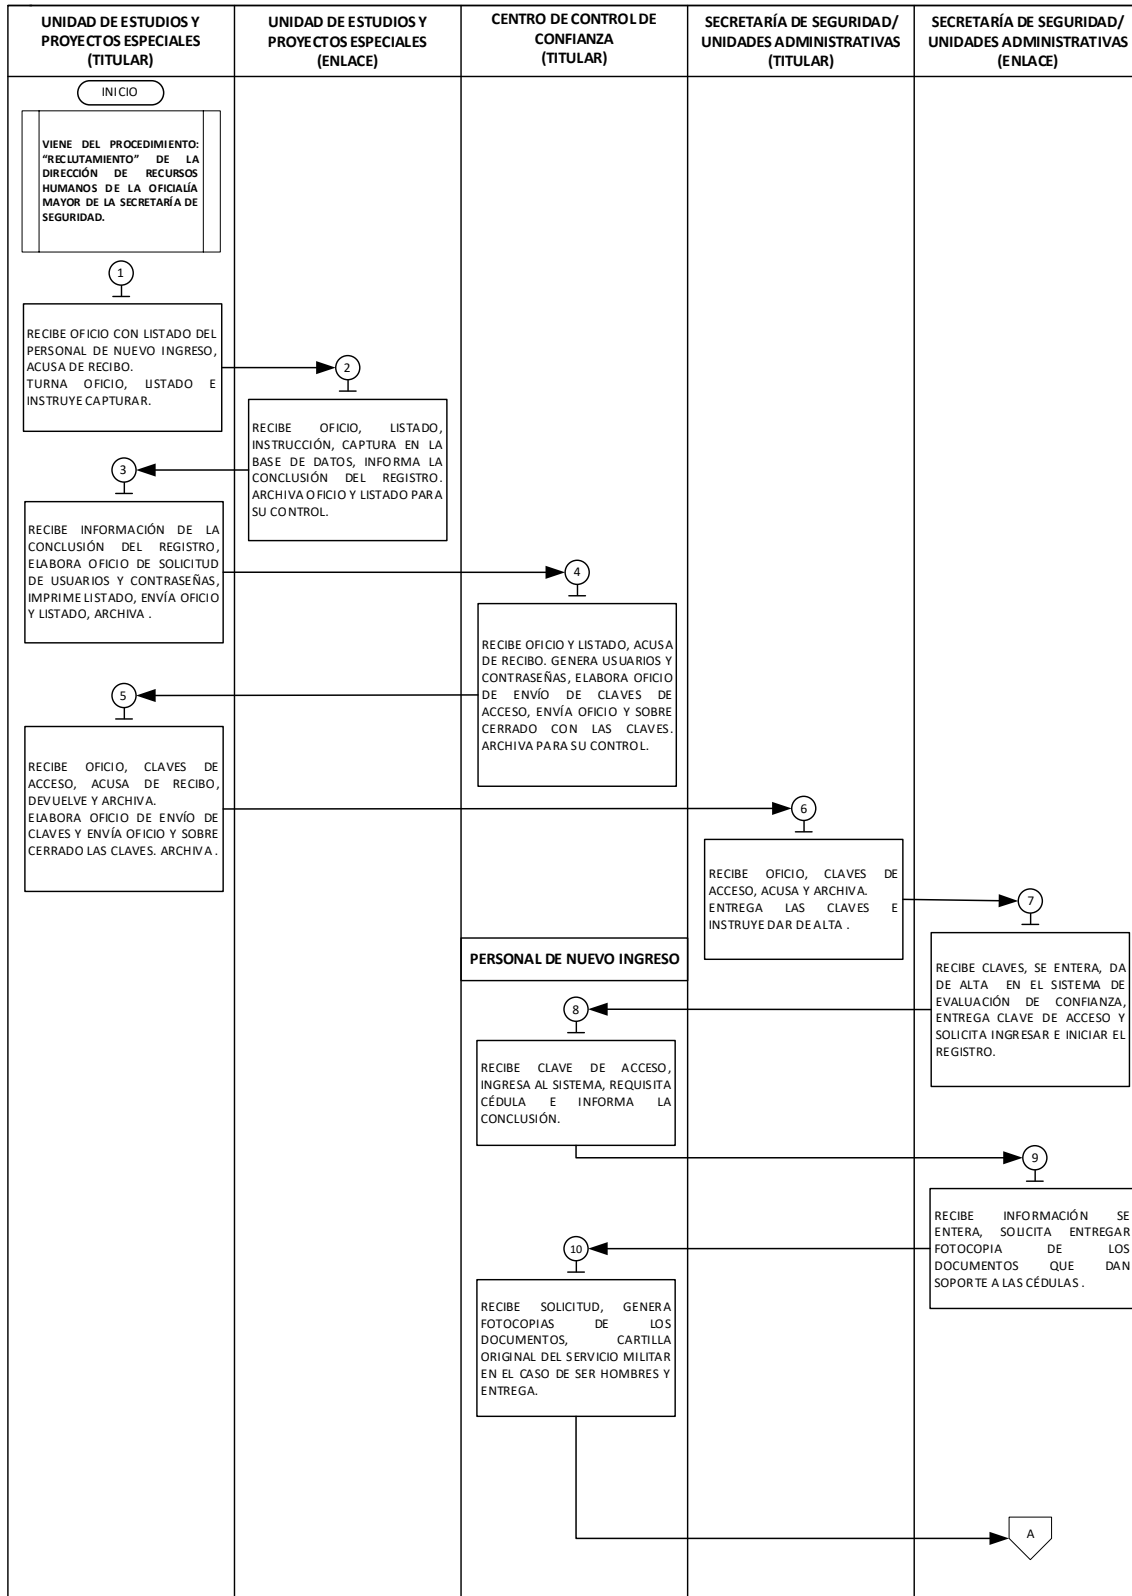 UNIDAD DE ESTUDIOS Y
PROYECTOS ESPECIALES
(TITULAR)
UNIDAD DE ESTUDIOS Y
PROYECTOS ESPECIALES
(ENLACE)
CENTRO DE CONTROL DE
CONFIANZA
(TITULAR)
SECRETARÍA DE SEGURIDAD/
UNIDADES ADMINISTRATIVAS
(TITULAR)
SECRETARÍA DE SEGURIDAD/
UNIDADES ADMINISTRATIVAS
(ENLACE)
INICIO
VIENE DEL PROCEDIMIENTO:
“RECLUTAMIENTO” DE LA
DIRECCIÓN DE RECURSOS
HUMANOS DE LA OFICIALÍA
MAYOR DE LA SECRETARÍA DE
SEGURIDAD.
1
RECIBE OFICIO CON LISTADO DEL
PERSONAL DE NUEVO INGRESO,
ACUSA DE RECIBO.
TURNA OFICIO, LISTADO E
INSTRUYE CAPTURAR.
2
RECIBE OFICIO, LISTADO,
INSTRUCCIÓN, CAPTURA EN LA
BASE DE DATOS, INFORMA LA
CONCLUSIÓN DEL REGISTRO.
ARCHIVA OFICIO Y LISTADO PARA
SU CONTROL.
3
RECIBE INFORMACIÓN DE LA
CONCLUSIÓN DEL REGISTRO,
ELABORA OFICIO DE SOLICITUD
DE USUARIOS Y CONTRASEÑAS,
IMPRIME LISTADO, ENVÍA OFICIO
Y LISTADO, ARCHIVA .
4
RECIBE OFICIO Y LISTADO, ACUSA
DE RECIBO. GENERA USUARIOS Y
CONTRASEÑAS, ELABORA OFICIO
DE ENVÍO DE CLAVES DE
ACCESO, ENVÍA OFICIO Y SOBRE
CERRADO CON LAS CLAVES.
ARCHIVA PARA SU CONTROL.
5
RECIBE OFICIO, CLAVES DE
ACCESO, ACUSA DE RECIBO,
DEVUELVE Y ARCHIVA.
ELABORA OFICIO DE ENVÍO DE
CLAVES Y ENVÍA OFICIO Y SOBRE
CERRADO LAS CLAVES. ARCHIVA .
6
RECIBE OFICIO, CLAVES DE
ACCESO, ACUSA Y ARCHIVA.
ENTREGA LAS CLAVES E
INSTRUYE DAR DE ALTA .
7
RECIBE CLAVES, SE ENTERA, DA
DE ALTA EN EL SISTEMA DE
EVALUACIÓN DE CONFIANZA,
ENTREGA CLAVE DE ACCESO Y
SOLICITA INGRESAR E INICIAR EL
REGISTRO.
PERSONAL DE NUEVO INGRESO
8
RECIBE CLAVE DE ACCESO,
INGRESA AL SISTEMA, REQUISITA
CÉDULA E INFORMA LA
CONCLUSIÓN.
9
RECIBE INFORMACIÓN SE
ENTERA, SOLICITA ENTREGAR
FOTOCOPIA DE LOS
DOCUMENTOS QUE DAN
SOPORTE A LAS CÉDULAS .
10
RECIBE SOLICITUD, GENERA
FOTOCOPIAS DE LOS
DOCUMENTOS, CARTILLA
ORIGINAL DEL SERVICIO MILITAR
EN EL CASO DE SER HOMBRES Y
ENTREGA.
A